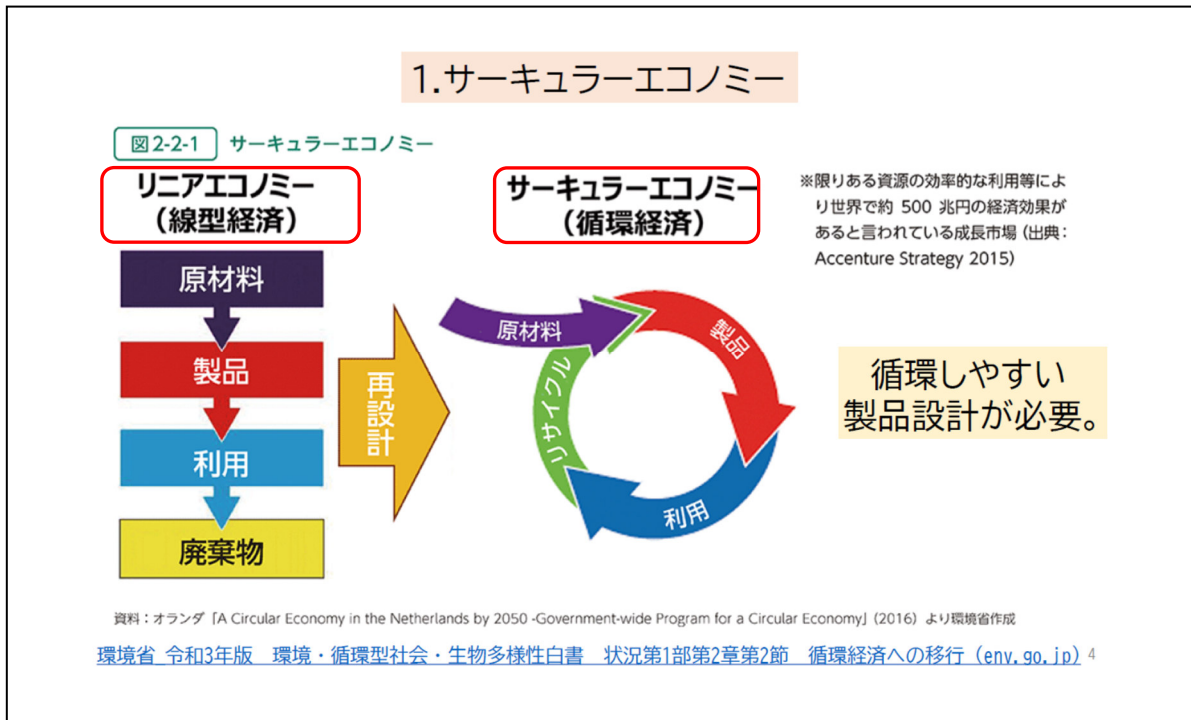 1.サーキュラーエコノミー
図2-2-1 サーキュラーエコノミー
リニアエコノミー
(線型経済)
原材料
製品
利用
廃棄物
再設計
サーキュラーエコノミー
(循環経済)
原材料
製品
利用
リサイクル
※限りある資源の効率的な利用等によ
り世界で約 500 兆円の経済効果が
あると言われている成長市場(出典:
Accenture Strategy 2015)
循環しやすい
製品設計が必要。
資料:オランダ「A Circular Economy in the Netherlands by 2050 -Government-wide Program for a Circular Economy」(2016) より環境省作成
環境省_令和3年版 環境・循環型社会・生物多様性白書 状況第1部第2章第2節 循環経済への移行 (env.go.jp) 4